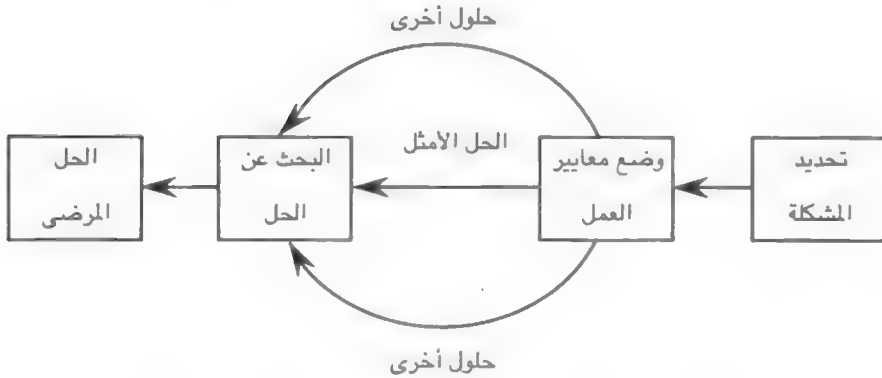 حلول أخرى
تحديد
المشكلة
وضع معايير
العمل
الحل الأمثل
البحث عن
الحل
الحل
المرضى
حلول أخرى